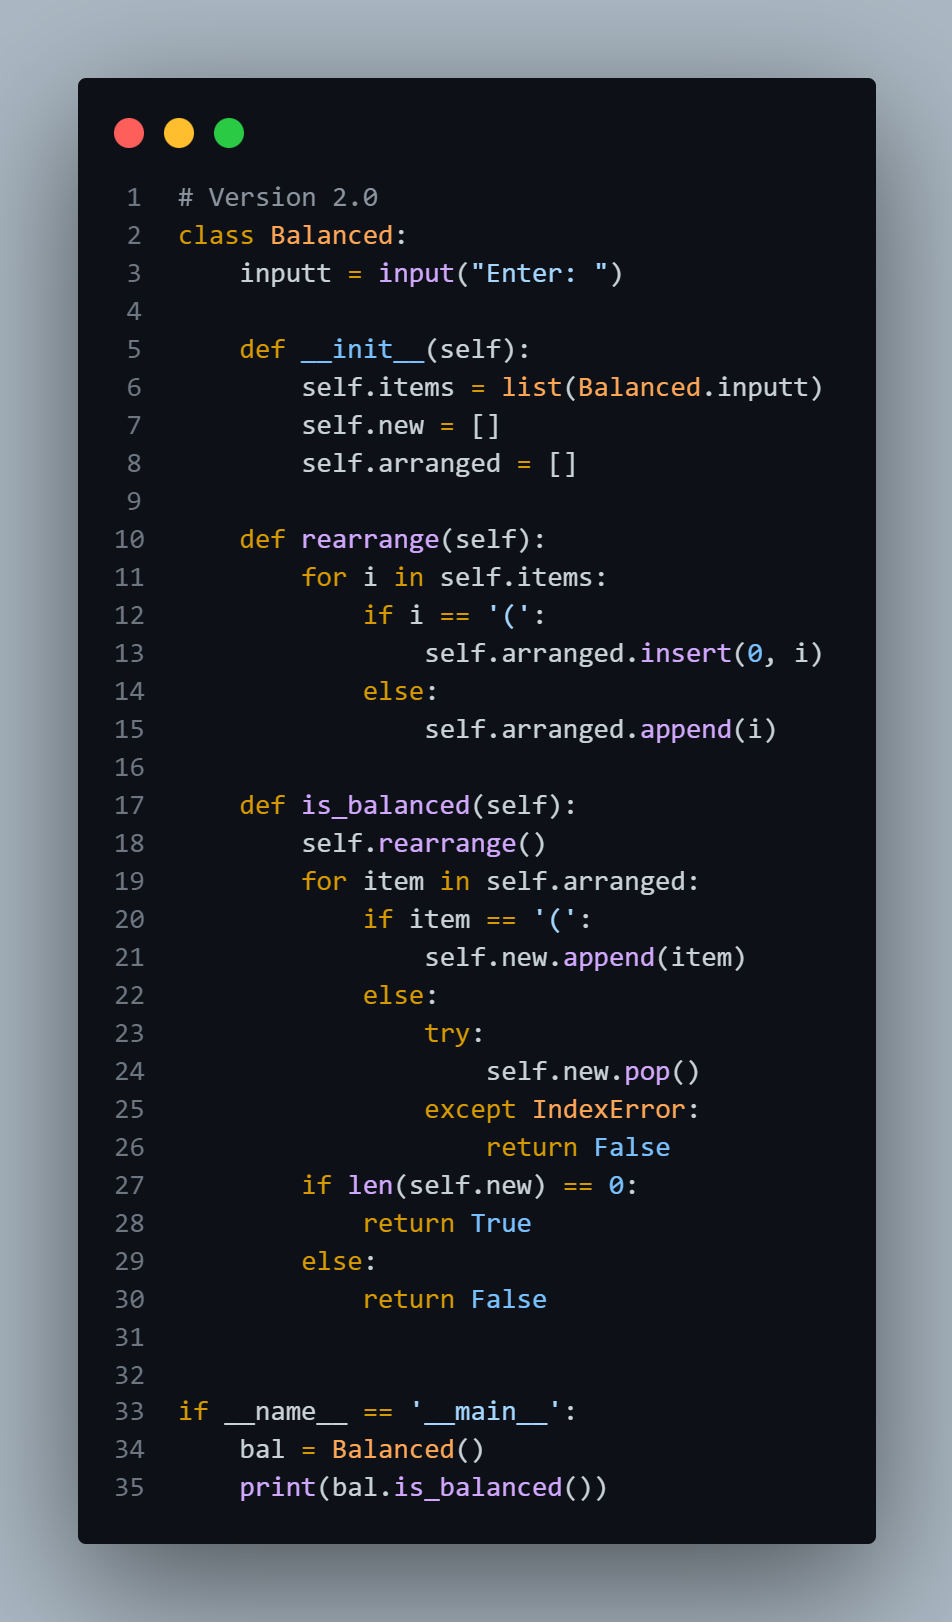 1 # Version 2.0
2 class Balanced:
3     inputt = input("Enter: ")
4
5     def __init__(self):
6         self.items = list(Balanced.inputt)
7         self.new = []
8         self.arranged = []
9
10     def rearrange(self):
11         for i in self.items:
12             if i == '(':
13                 self.arranged.insert(0, i)
14             else:
15                 self.arranged.append(i)
16
17     def is_balanced(self):
18         self.rearrange()
19         for item in self.arranged:
20             if item == '(':
21                 self.new.append(item)
22             else:
23                 try:
24                     self.new.pop()
25                 except IndexError:
26                     return False
27         if len(self.new) == 0:
28             return True
29         else:
30             return False
31
32
33 if __name__ == '__main__':
34     bal = Balanced()
35     print(bal.is_balanced())